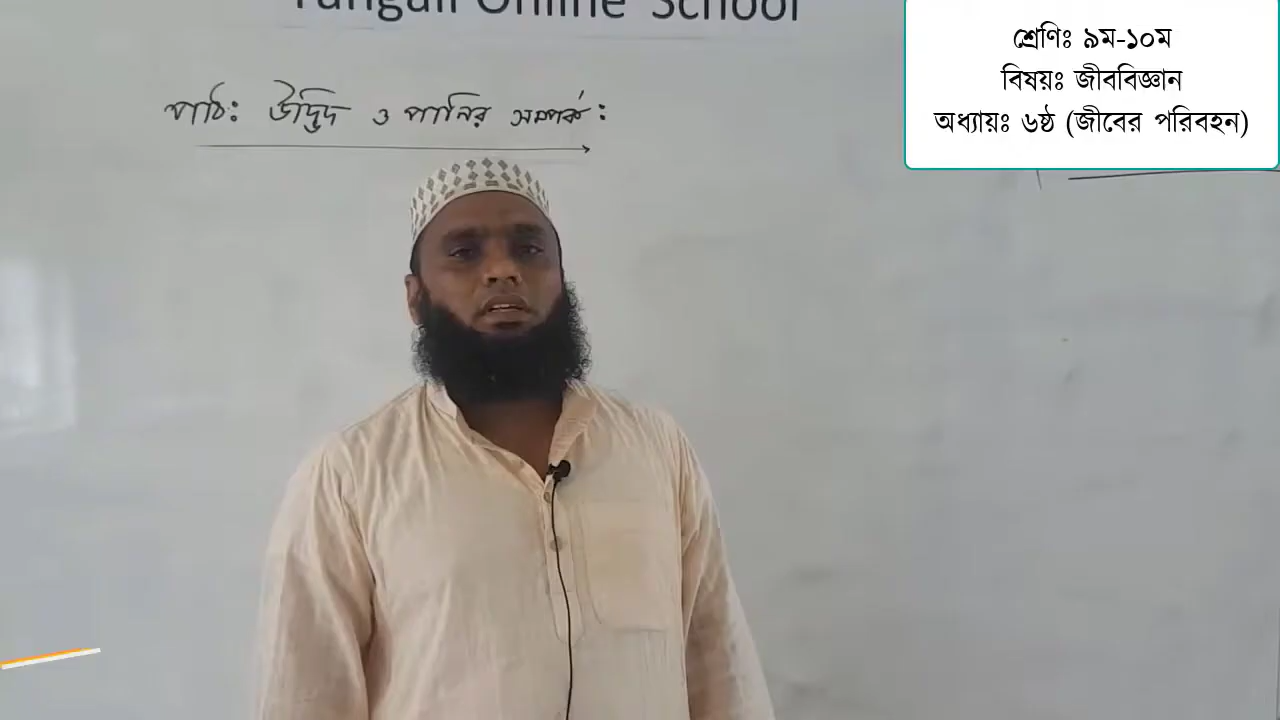 Tangail Online School
শ্রেণিঃ ৯ম-১০ম
বিষয়ঃ জীববিজ্ঞান
অধ্যায়ঃ ৬ষ্ঠ (জীবের পরিবহন)
পাঠ: উদ্ভিদ ও পানির সম্পর্ক: